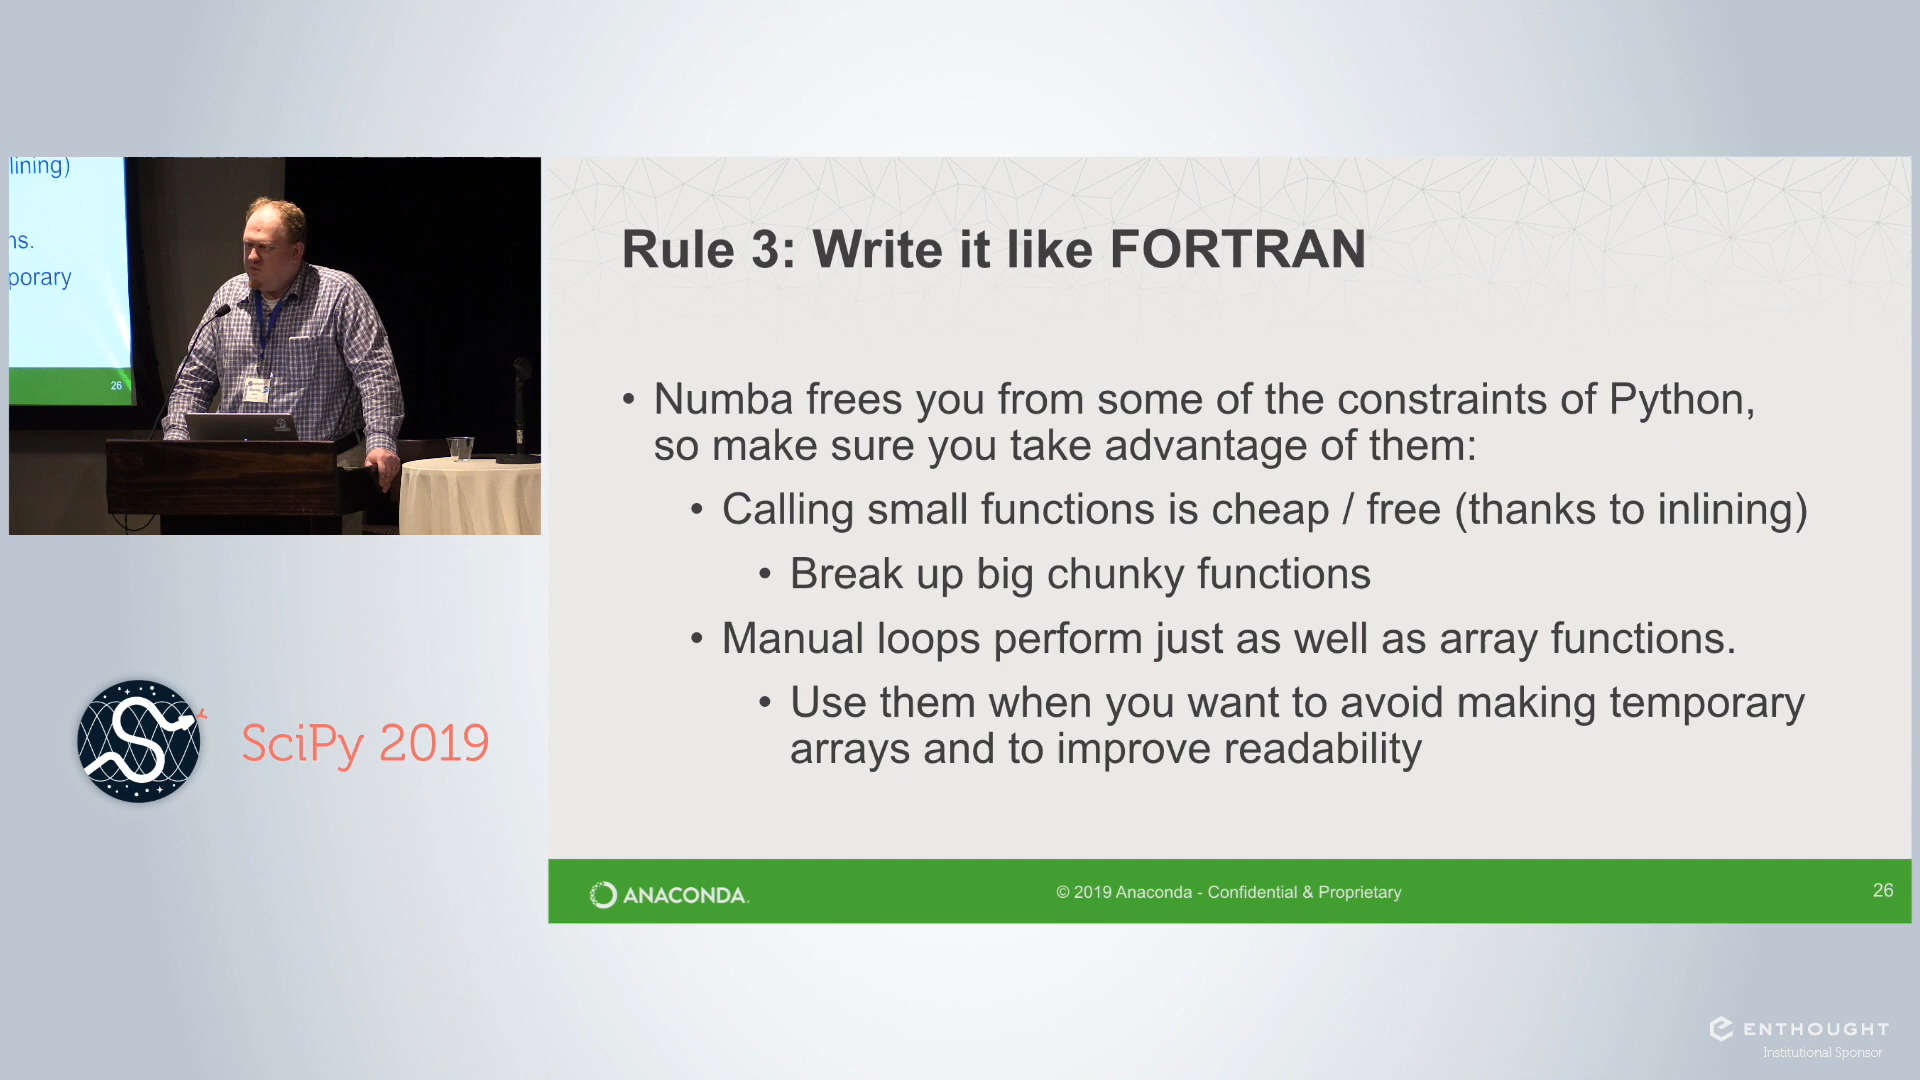 lining)
ns.
porary
26
Rule 3: Write it like FORTRAN
• Numba frees you from some of the constraints of Python,
so make sure you take advantage of them:
• Calling small functions is cheap / free (thanks to inlining)
• Break up big chunky functions
• Manual loops perform just as well as array functions.
• Use them when you want to avoid making temporary
arrays and to improve readability
ANACONDA.
© 2019 Anaconda - Confidential & Proprietary
26
SciPy 2019
ENTHOUGHT
Institutional Sponsor